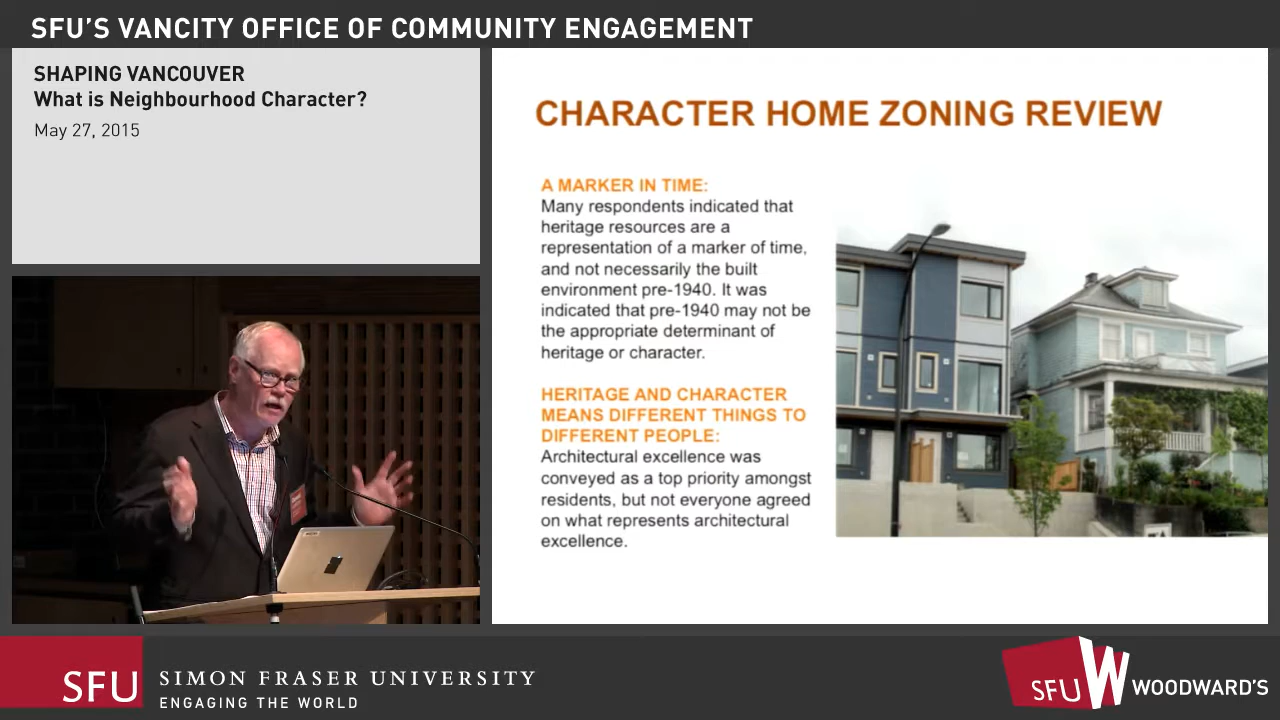 SFU'S VANCITY OFFICE OF COMMUNITY ENGAGEMENT
SHAPING VANCOUVER
What is Neighbourhood Character?
May 27, 2015
CHARACTER HOME ZONING REVIEW
A MARKER IN TIME:
Many respondents indicated that
heritage resources are a
representation of a marker of time,
and not necessarily the built
environment pre-1940. It was
indicated that pre-1940 may not be
the appropriate determinant of
heritage or character.
HERITAGE AND CHARACTER
MEANS DIFFERENT THINGS TO
DIFFERENT PEOPLE:
Architectural excellence was
conveyed as a top priority amongst
residents, but not everyone agreed
on what represents architectural
excellence.
SFU
SIMON FRASER UNIVERSITY
ENGAGING THE WORLD
SFU W WOODWARD'S